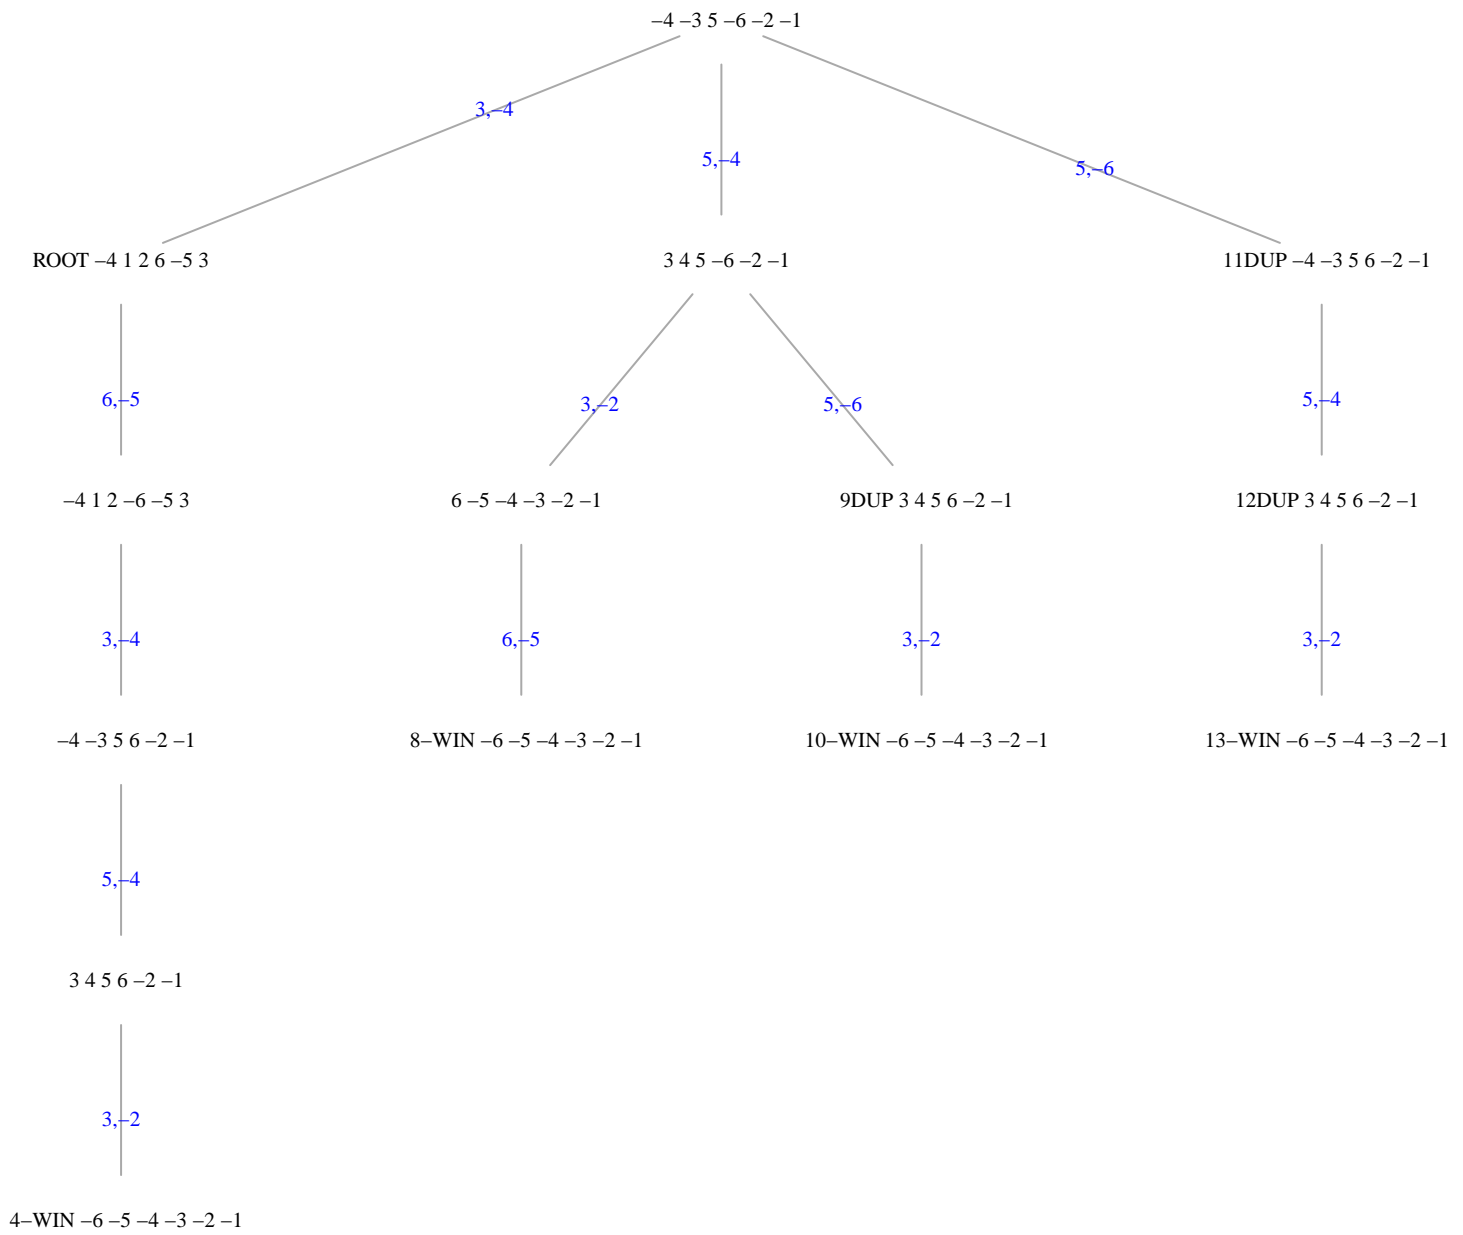 –4 –3 5 –6 –2 –1
3,–4
5,–4
5,–6
ROOT –4 1 2 6 –5 3
3 4 5 –6 –2 –1
11DUP –4 –3 5 6 –2 –1
6,–5
3,–2
5,–6
5,–4
–4 1 2 –6 –5 3
6 –5 –4 –3 –2 –1
9DUP 3 4 5 6 –2 –1
12DUP 3 4 5 6 –2 –1
3,–4
6,–5
3,–2
3,–2
–4 –3 5 6 –2 –1
8–WIN –6 –5 –4 –3 –2 –1
10–WIN –6 –5 –4 –3 –2 –1
13–WIN –6 –5 –4 –3 –2 –1
5,–4
3 4 5 6 –2 –1
3,–2
4–WIN –6 –5 –4 –3 –2 –1